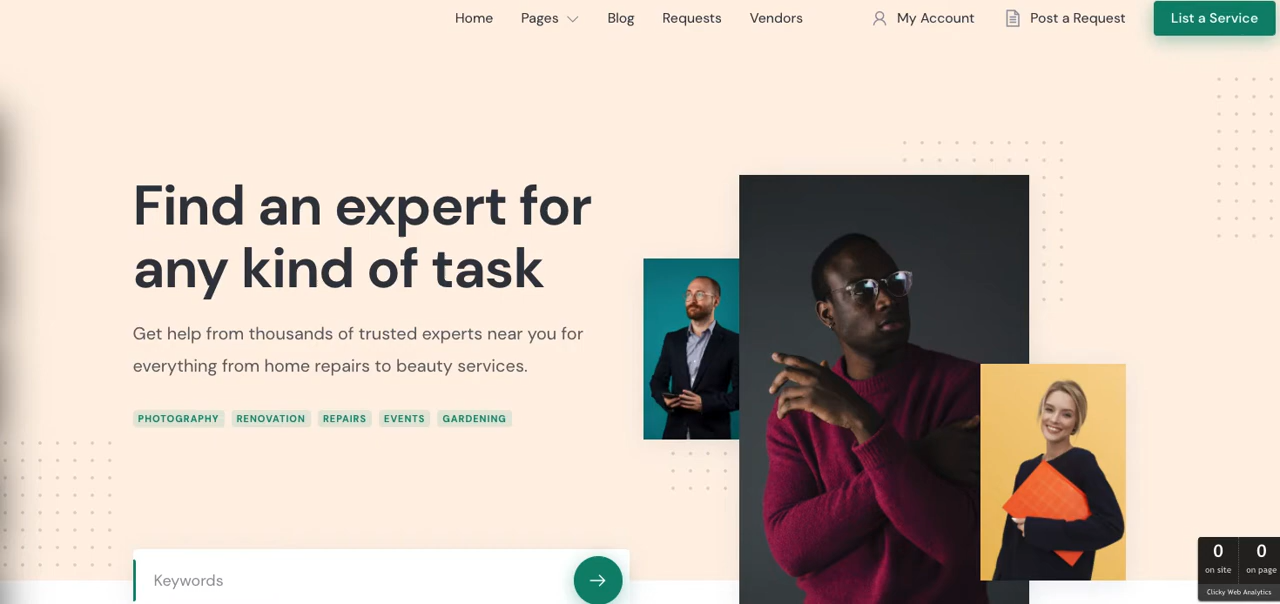 Home Pages Blog Requests Vendors My Account Post a Request List a Service
Find an expert for
any kind of task
Get help from thousands of trusted experts near you for
everything from home repairs to beauty services.
PHOTOGRAPHY RENOVATION REPAIRS EVENTS GARDENING
Keywords
0 0
on site on page
Clicky Web Analytics